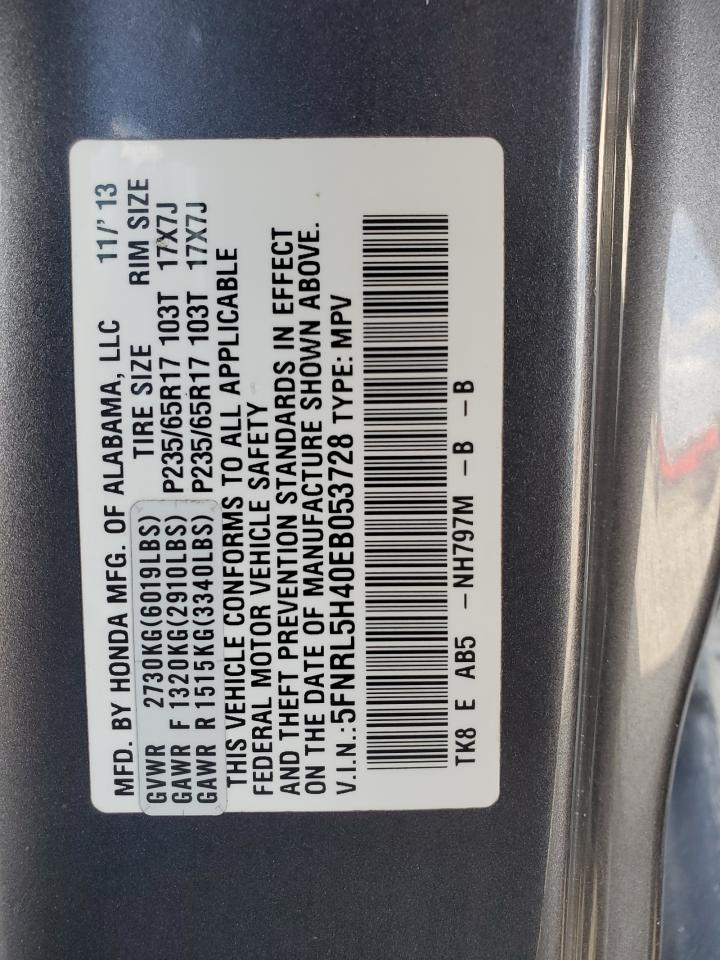 MFD. BY HONDA MFG. OF ALABAMA, LLC 11/'13
GVWR 2730KG(6019LBS) TIRE SIZE RIM SIZE
GAWR F 1320KG(2910LBS) P235/65R17 103T 17X7J
GAWR R 1515KG(3340LBS) P235/65R17 103T 17X7J
THIS VEHICLE CONFORMS TO ALL APPLICABLE
FEDERAL MOTOR VEHICLE SAFETY
AND THEFT PREVENTION STANDARDS IN EFFECT
ON THE DATE OF MANUFACTURE SHOWN ABOVE.
V.I.N.:5FNRL5H40EB053728 TYPE: MPV
TK8 E AB5 -NH797M -B -B